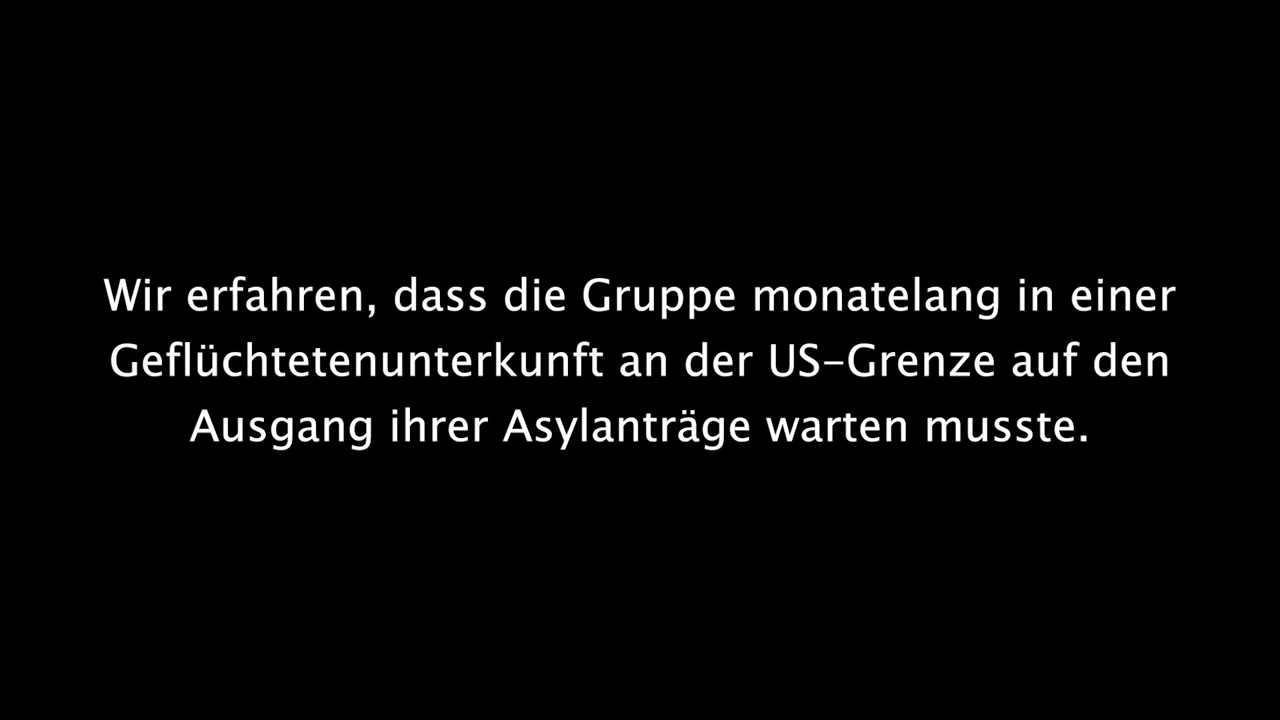 Wir erfahren, dass die Gruppe monatelang in einer
Geflüchtetenunterkunft an der US-Grenze auf den
Ausgang ihrer Asylanträge warten musste.